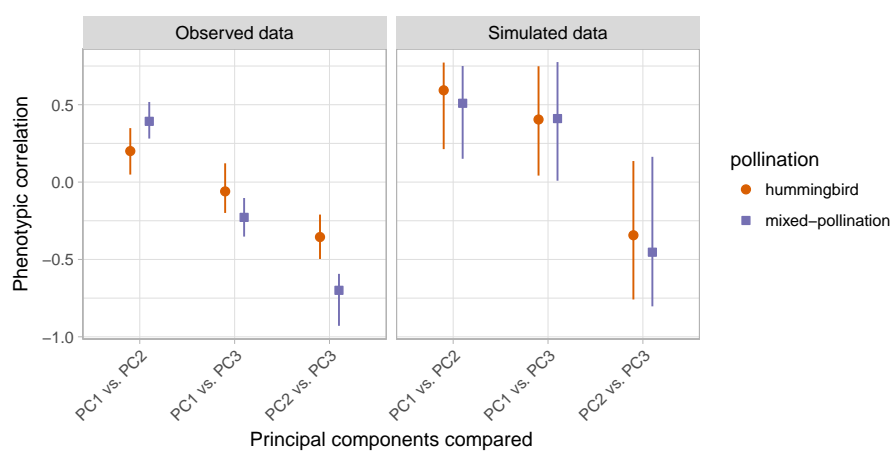 Observed data
Simulated data
Phenotypic correlation
0.5
0.0
−0.5
−1.0
PC1 vs. PC2
PC1 vs. PC3
PC2 vs. PC3
PC1 vs. PC2
PC1 vs. PC3
PC2 vs. PC3
Principal components compared
pollination
hummingbird
mixed−pollination